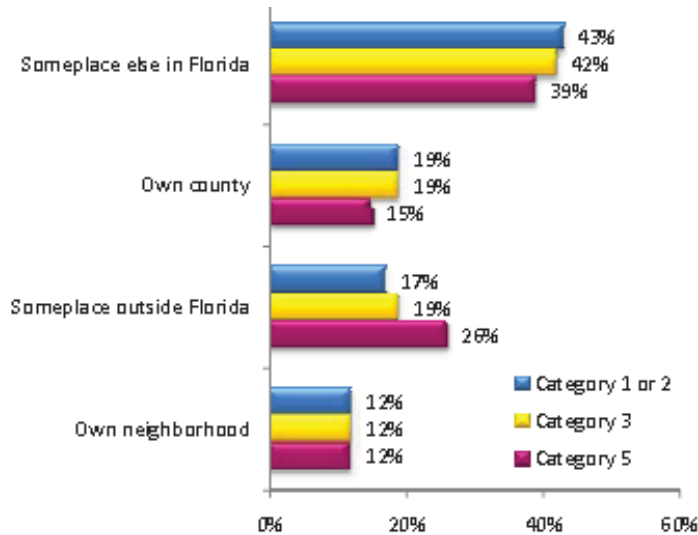 Someplace else in Florida
43%
42%
39%
Own county
19%
19%
15%
Someplace outside Florida
17%
19%
26%
Own neighborhood
12%
12%
12%
Category 1 or 2
Category 3
Category 5
0% 20% 40% 60%